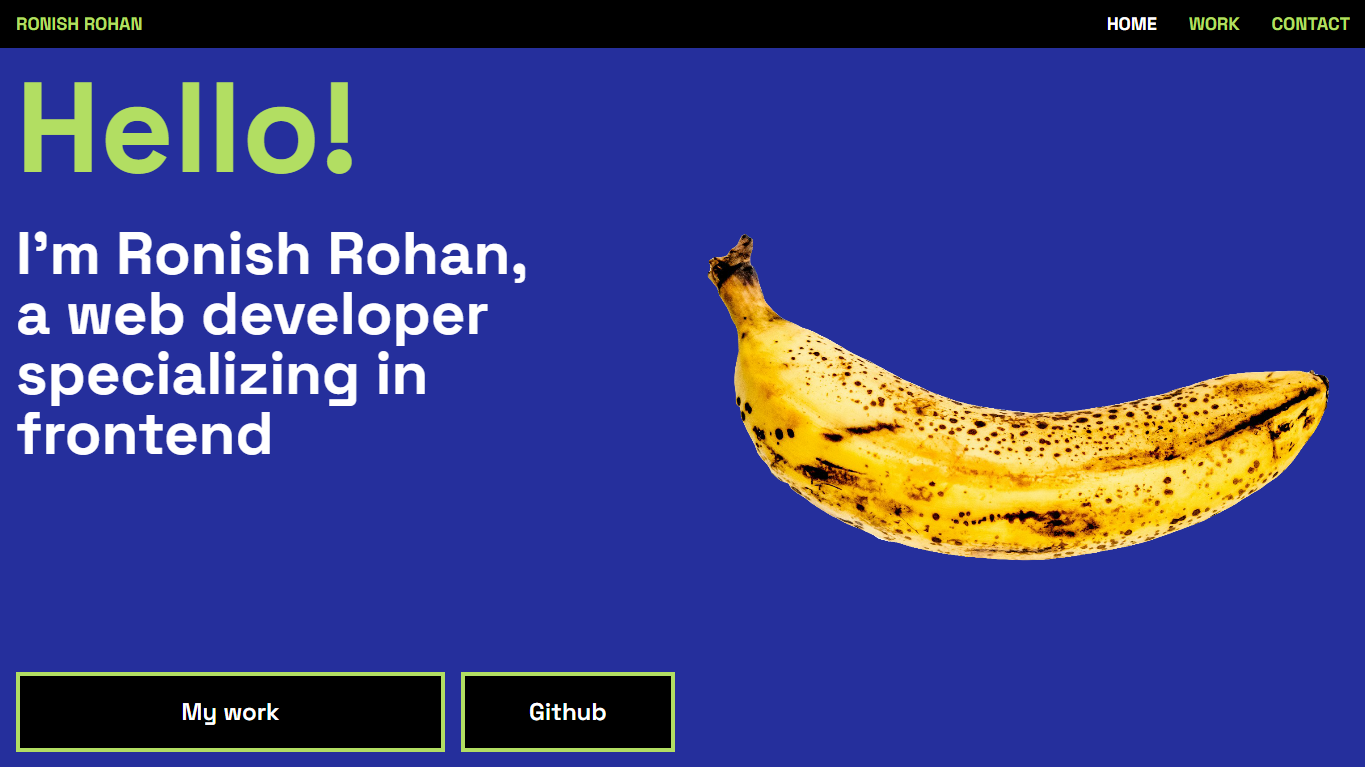 RONISH ROHAN
HOME WORK CONTACT
Hello!
I’m Ronish Rohan,
a web developer
specializing in
frontend
My work
Github